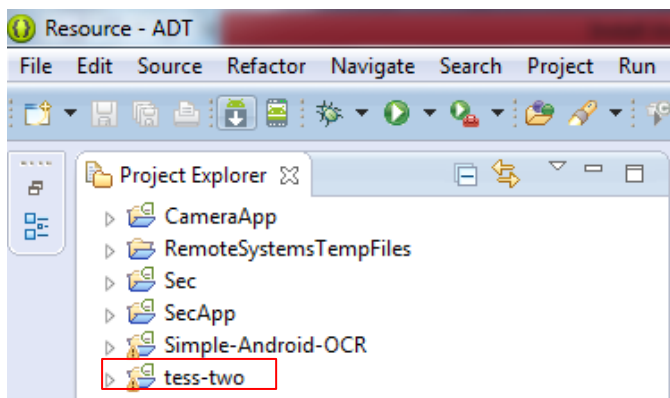 Resource - ADT
File Edit Source Refactor Navigate Search Project Run
Project Explorer
CameraApp
RemoteSystemsTempFiles
Sec
SecApp
Simple-Android-OCR
tess-two